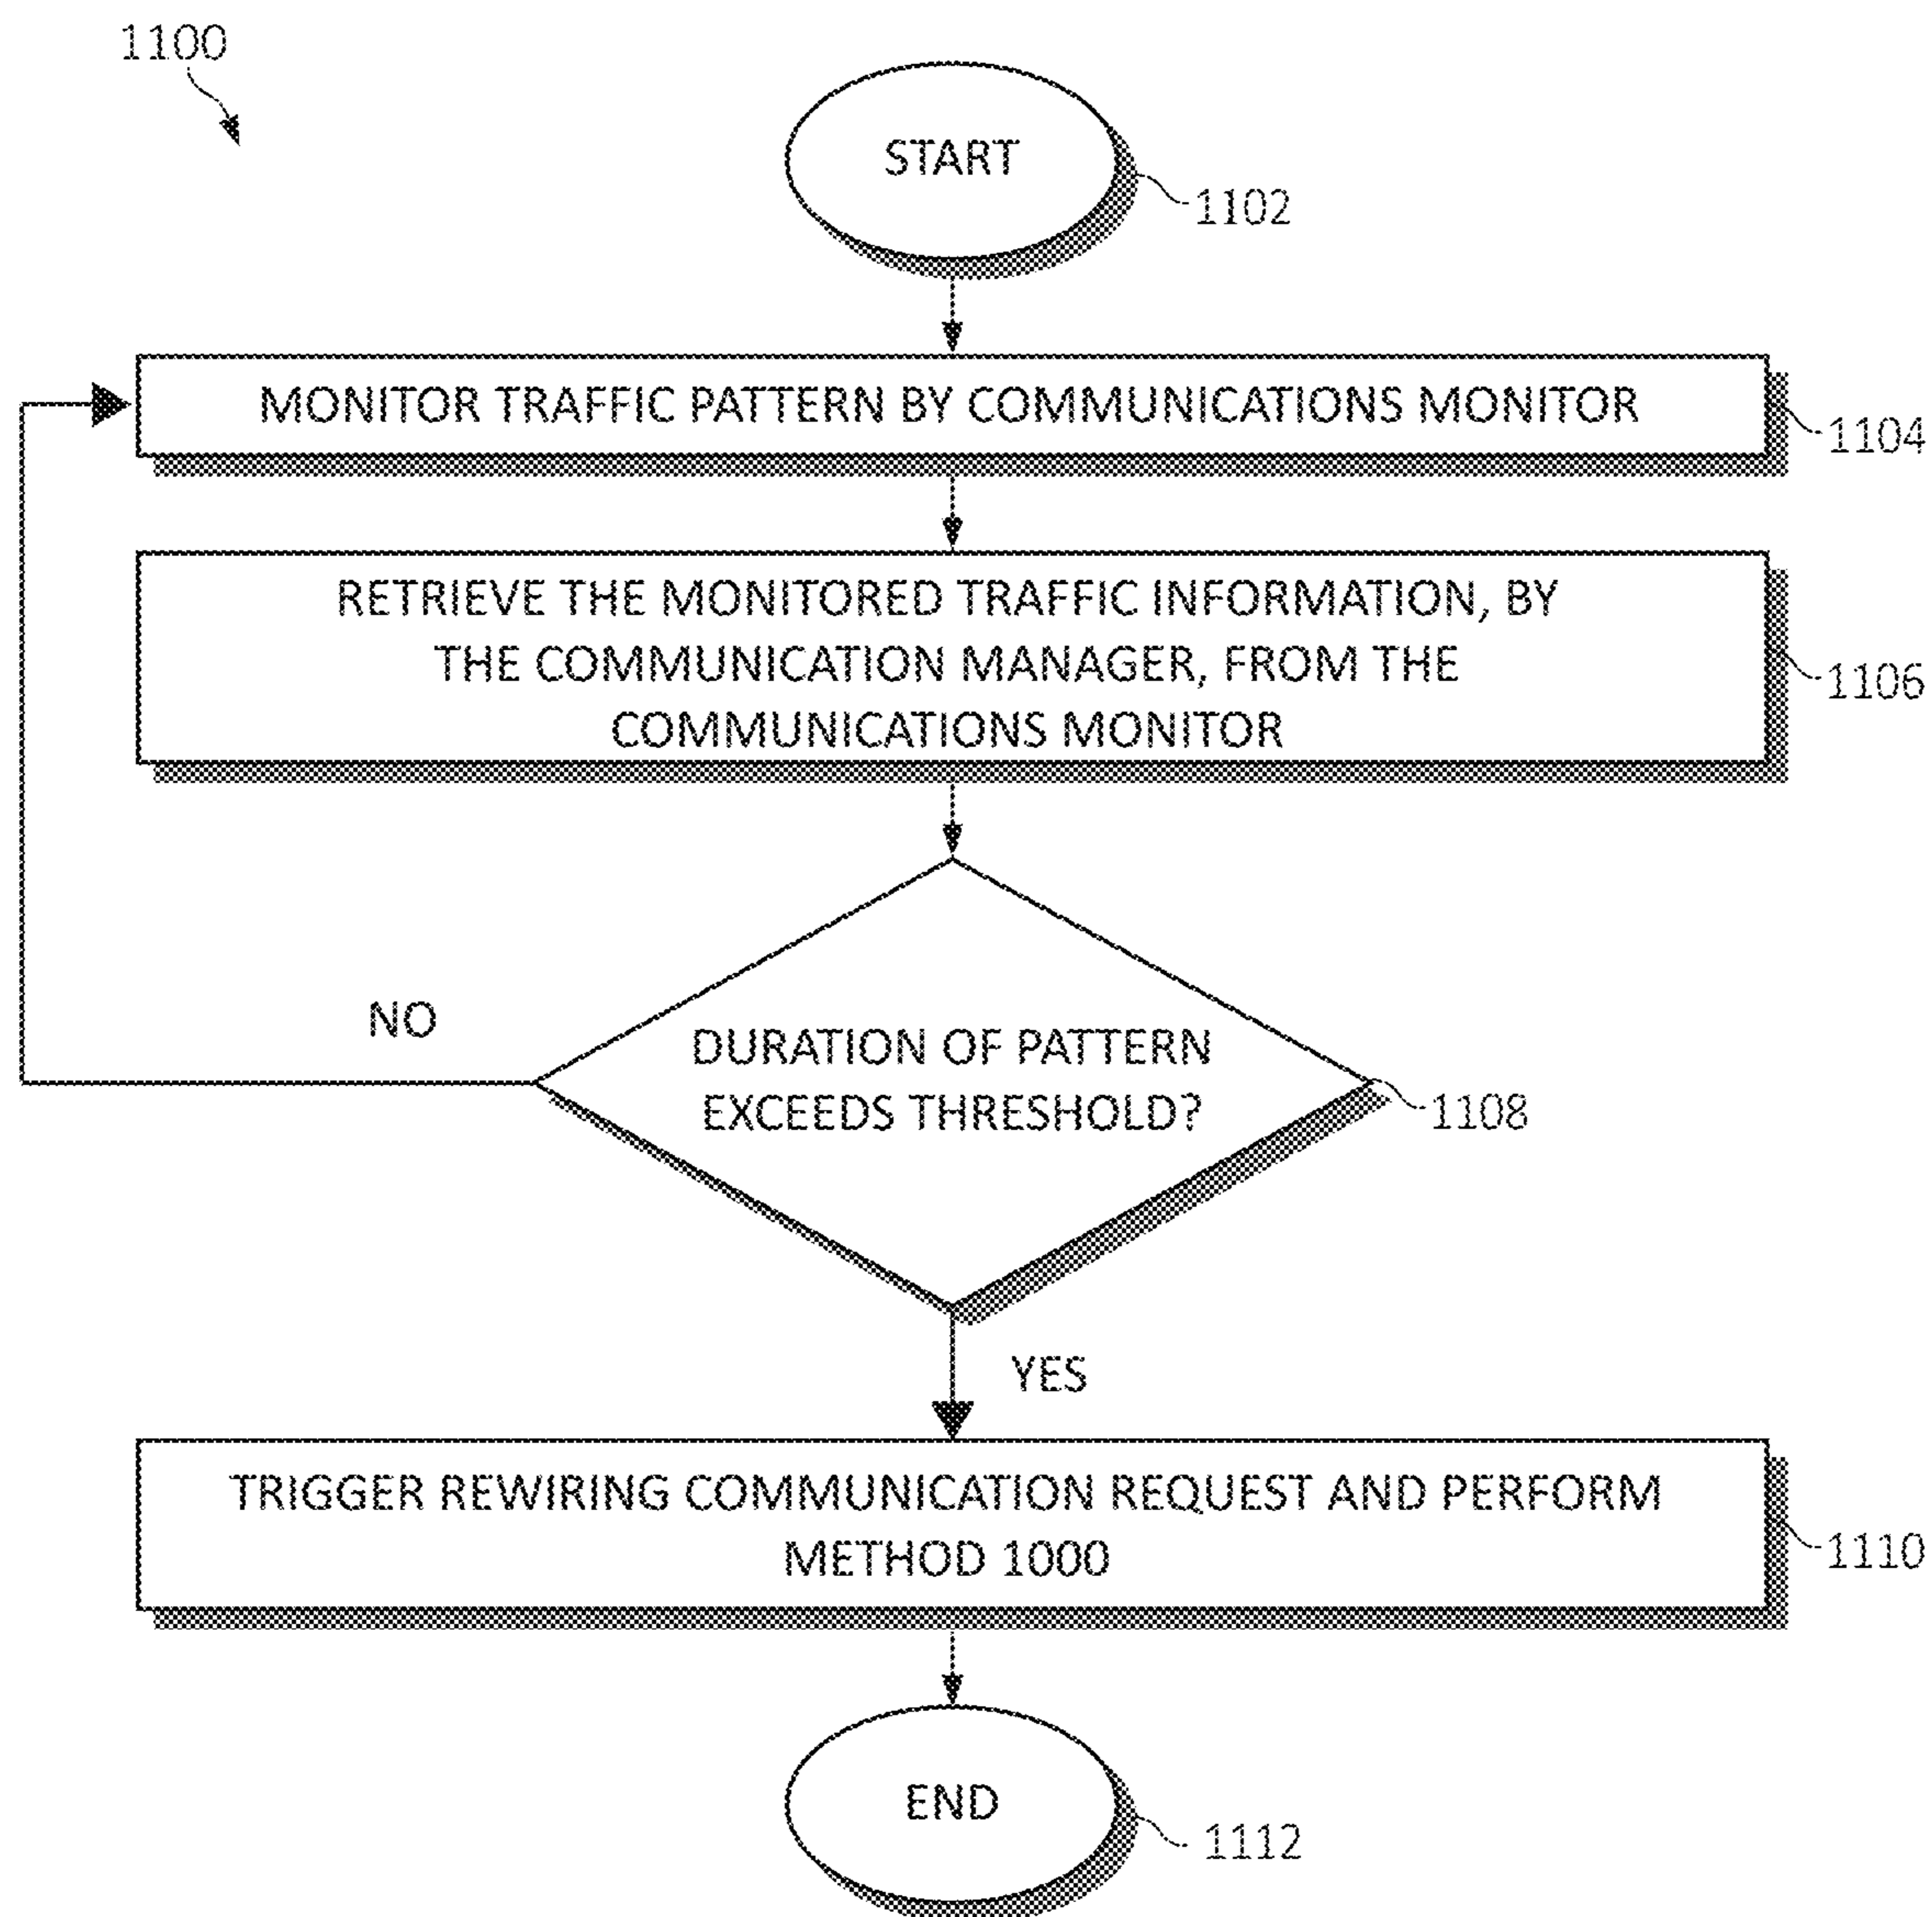 1100
START
1102
MONITOR TRAFFIC PATTERN BY COMMUNICATIONS MONITOR
1104
RETRIEVE THE MONITORED TRAFFIC INFORMATION, BY
THE COMMUNICATION MANAGER, FROM THE
COMMUNICATIONS MONITOR
1106
NO
DURATION OF PATTERN
EXCEEDS THRESHOLD?
1108
YES
TRIGGER REWIRING COMMUNICATION REQUEST AND PERFORM
METHOD 1000
1110
END
1112